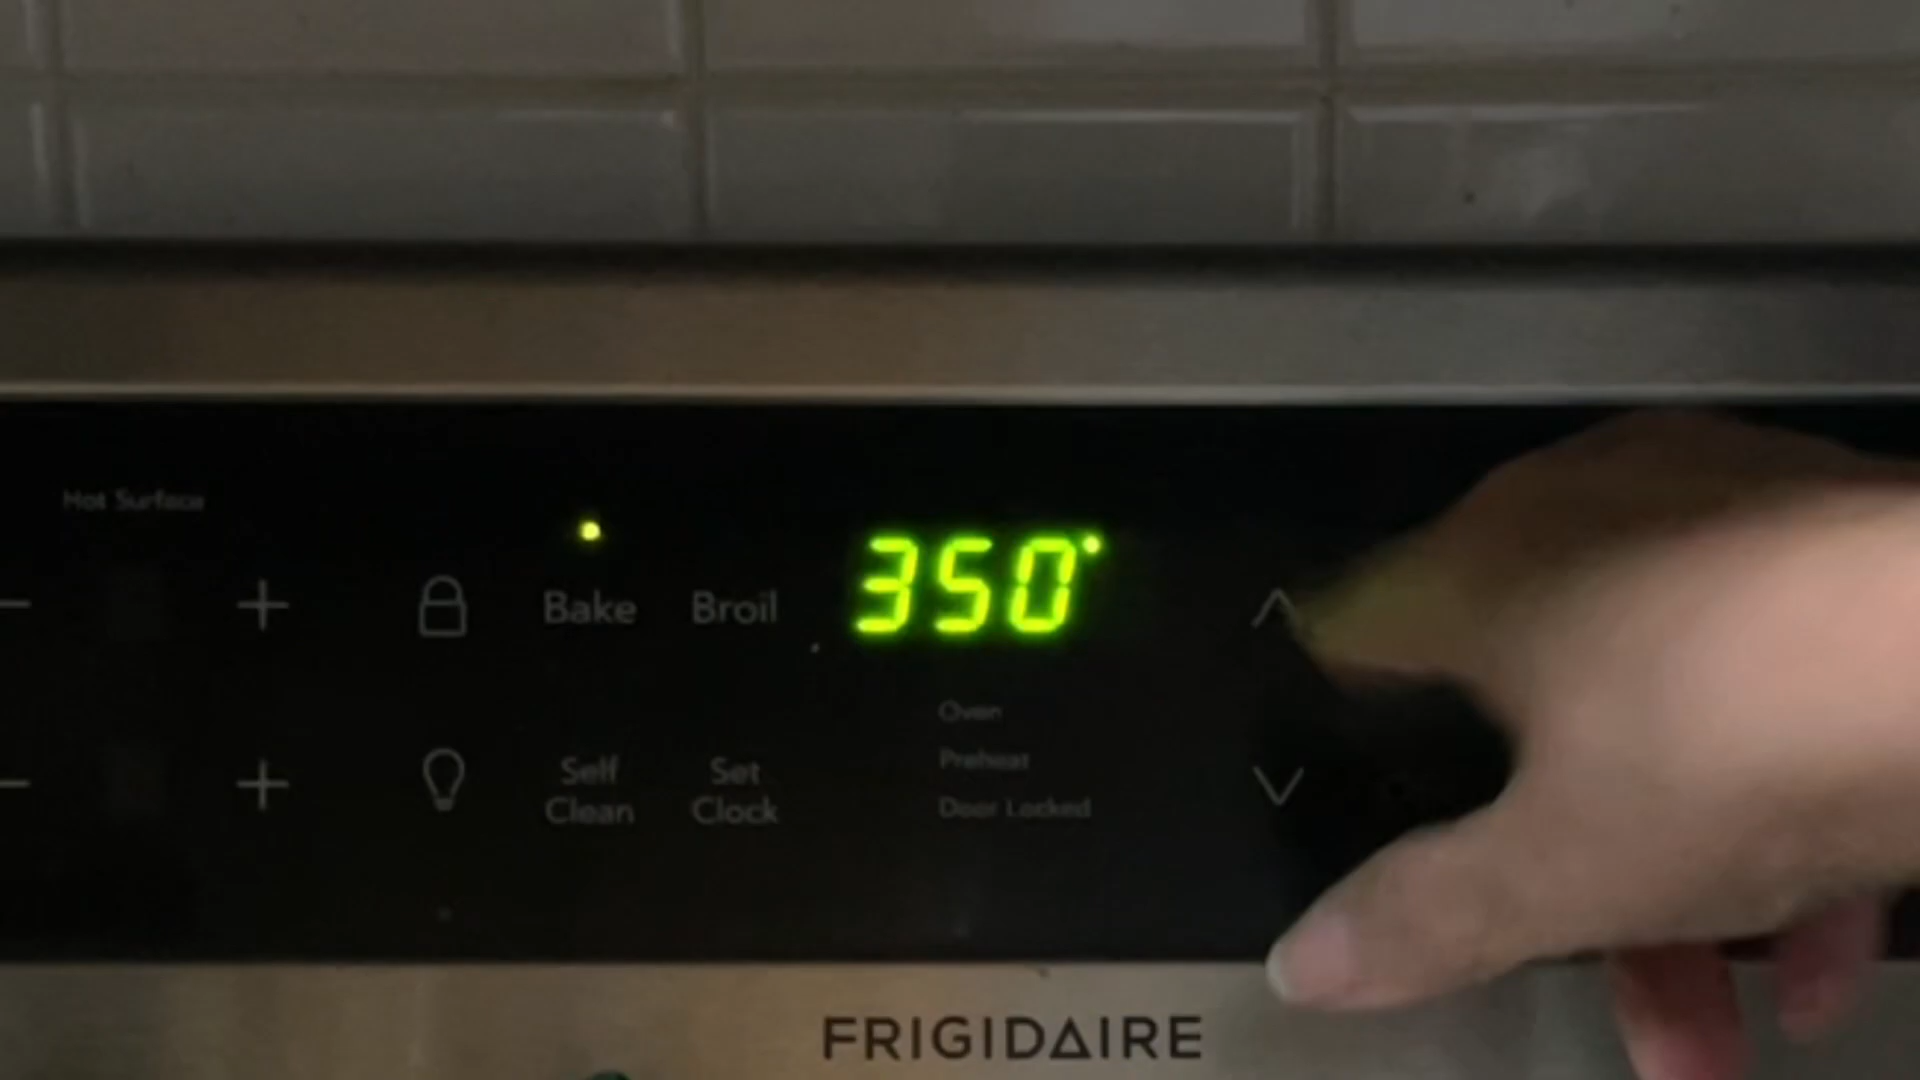 Hot Surface
350°
Bake Broil
Oven
Preheat
Door Locked
Self Clean
Set Clock
FRIGIDAIRE